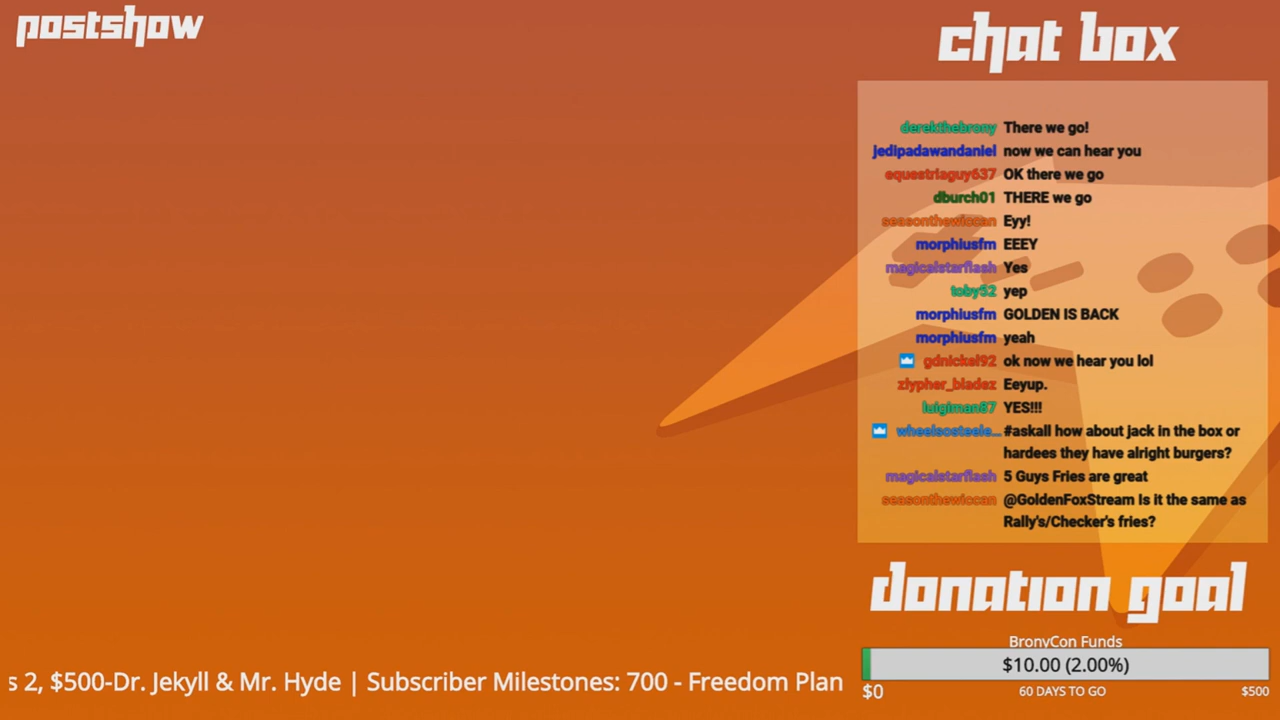 postshow
chat box
derekthebrony There we go!
jedipadawandaniel now we can hear you
equestriaguy637 OK there we go
dburch01 THERE we go
seasonthewiccan Eyy!
morphiusfm EEEY
magicalstarflash Yes
toby52 yep
morphiusfm GOLDEN IS BACK
morphiusfm yeah
gdnickel92 ok now we hear you lol
zlypher_bladez Eeyup.
luigiman87 YES!!!
wheelsosteele... #askall how about jack in the box or
hardees they have alright burgers?
magicalstarflash 5 Guys Fries are great
seasonthewiccan @GoldenFoxStream Is it the same as
Rally's/Checker's fries?
donation goal
BronyCon Funds
$10.00 (2.00%)
$0 60 DAYS TO GO $500
s 2, $500-Dr. Jekyll & Mr. Hyde | Subscriber Milestones: 700 - Freedom Plan